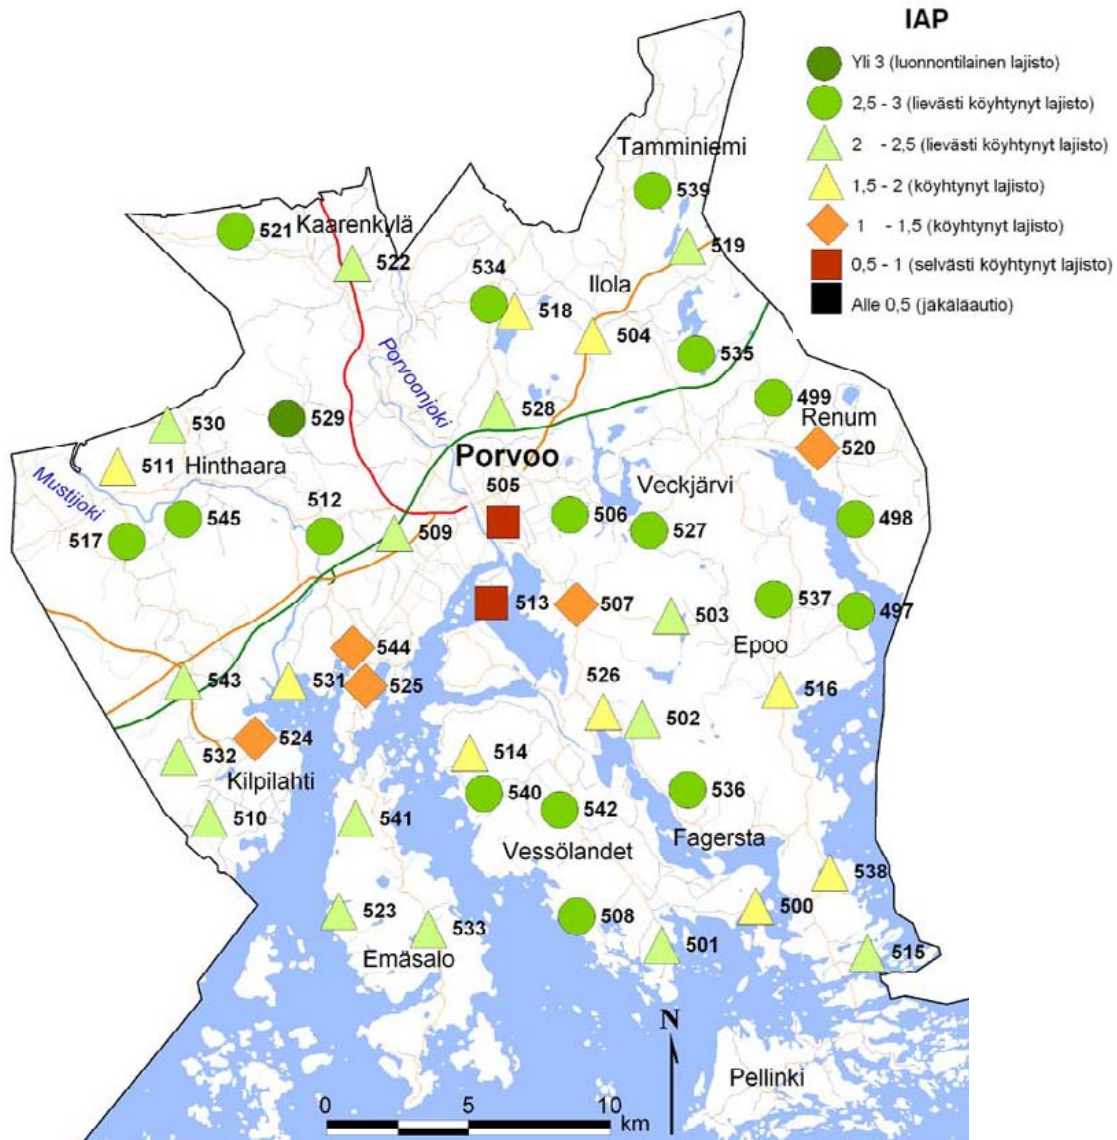 IAP
Yli 3 (luonnontilainen lajisto)
2,5 - 3 (lievästi köyhtynyt lajisto)
2 - 2,5 (lievästi köyhtynyt lajisto)
1,5 - 2 (köyhtynyt lajisto)
1 - 1,5 (köyhtynyt lajisto)
0,5 - 1 (selvästi köyhtynyt lajisto)
Alle 0,5 (jäkäläautio)
Tamminiemi
539
521
Kaarenkylä
522
519
534
Ilola
518
504
Porvoonjoki
535
499
Renum
520
528
529
530
511
Hinthaara
Mustijoki
Porvoo
505
Veckjärvi
512
506
498
545
517
509
527
513
507
503
537
497
Epoo
544
543
531
525
526
516
524
502
532
Kilpilahti
514
540
542
536
510
541
Vessölandet
Fagersta
538
523
533
508
500
501
515
Emäsalo
N
Pellinki
0 5 10
km